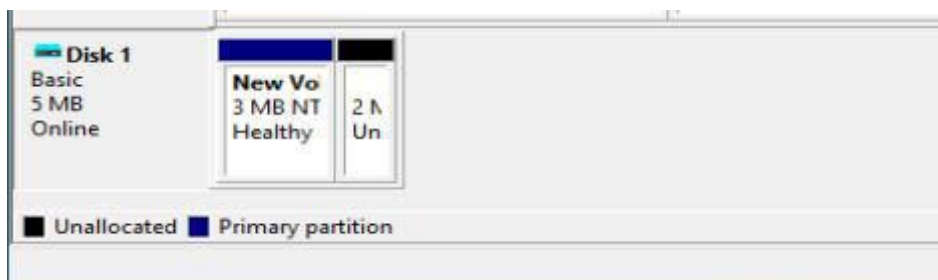 Disk 1
Basic
5 MB
Online
New Vo
3 MB NT
Healthy
2 M
Un
Unallocated
Primary partition